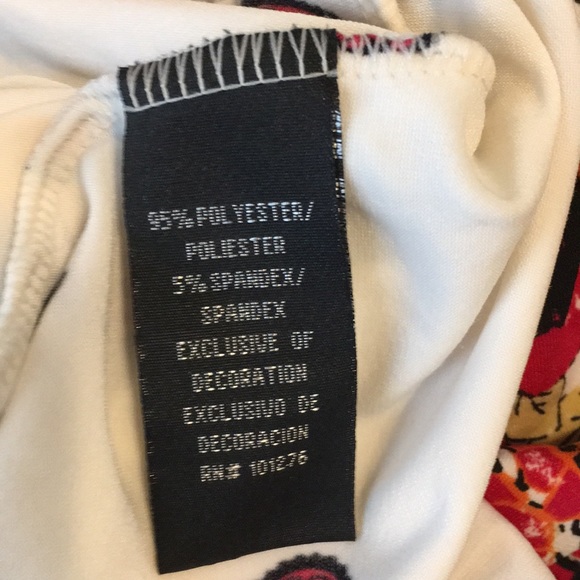 95% POLYESTER/
POLIESTER
5% SPANDEX/
SPANDEX
EXCLUSIVE OF
DECORATION
EXCLUSIVO DE
DECORACION
RN# 101276